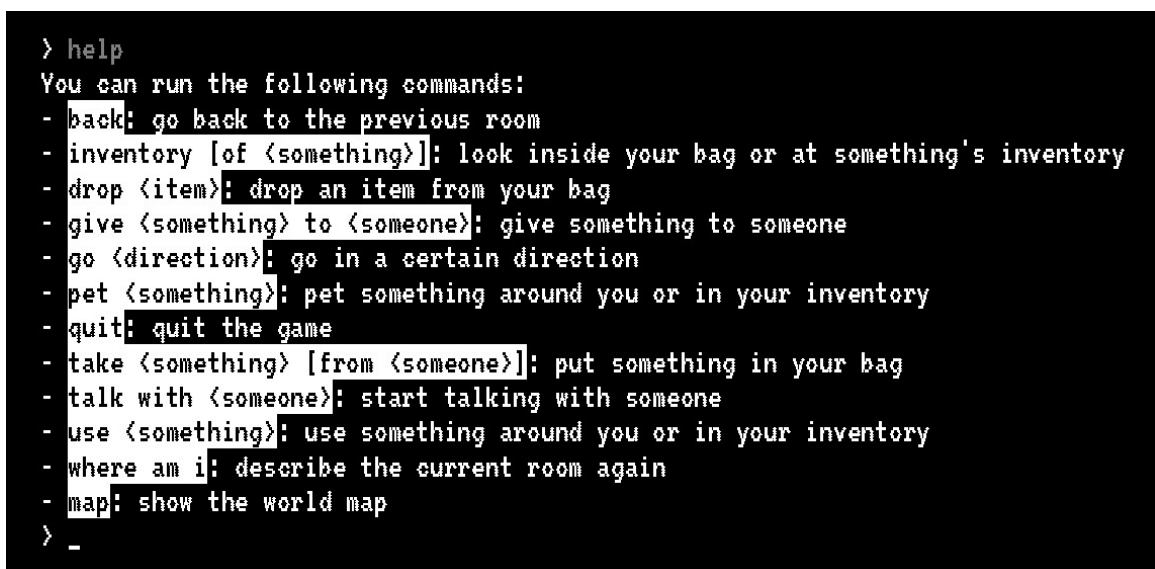 > help
You can run the following commands:
- back: go back to the previous room
- inventory [of <something>]: look inside your bag or at something's inventory
- drop <item>: drop an item from your bag
- give <something> to <someone>: give something to someone
- go <direction>: go in a certain direction
- pet <something>: pet something around you or in your inventory
- quit: quit the game
- take <something> [from <someone>]: put something in your bag
- talk with <someone>: start talking with someone
- use <something>: use something around you or in your inventory
- where am i: describe the current room again
- map: show the world map
> _